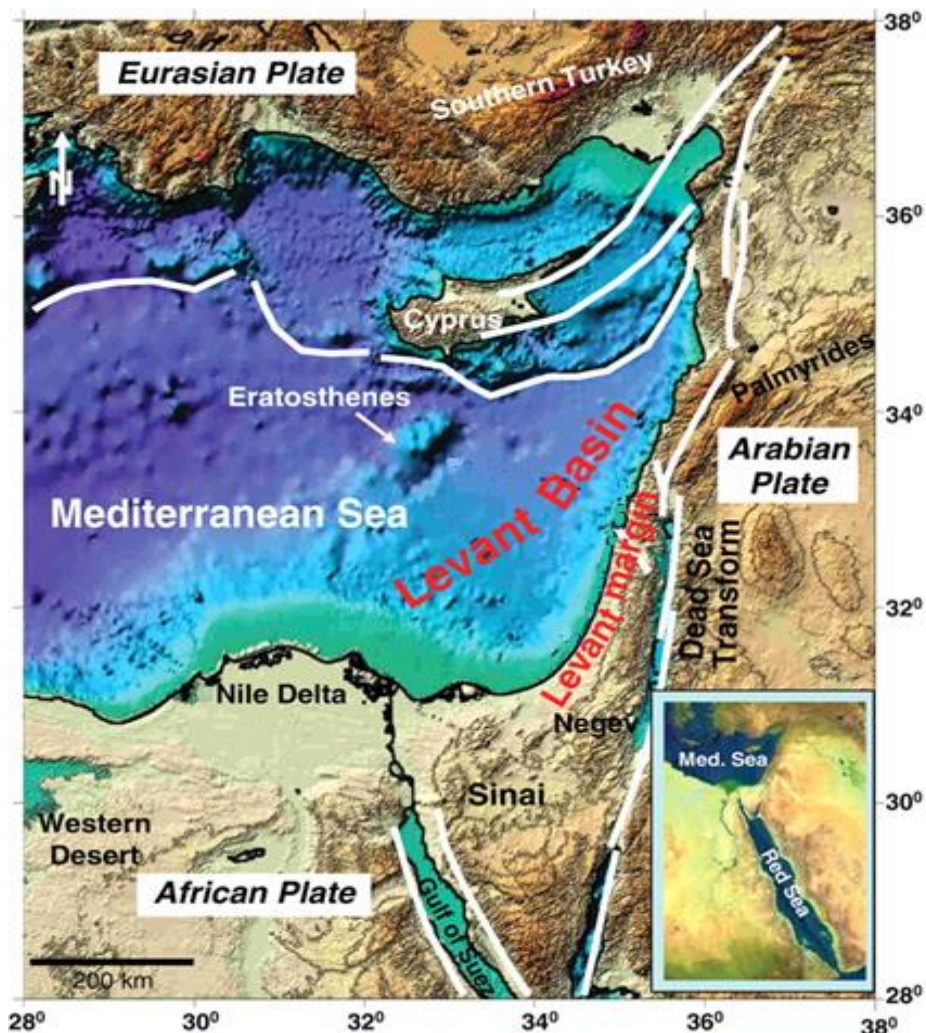 38⁰
Eurasian Plate
Southern Turkey
N
36⁰
Cyprus
Palmyrides
Eratosthenes
34⁰
Arabian
Plate
Levant Basin
Mediterranean Sea
Levant margin
Dead Sea
Transform
32⁰
Nile Delta
Negev
Med. Sea
Sinai
30⁰
Western
Desert
Red Sea
African Plate
Gulf of Suez
200 km
28⁰
28⁰
30⁰
32⁰
34⁰
36⁰
38⁰